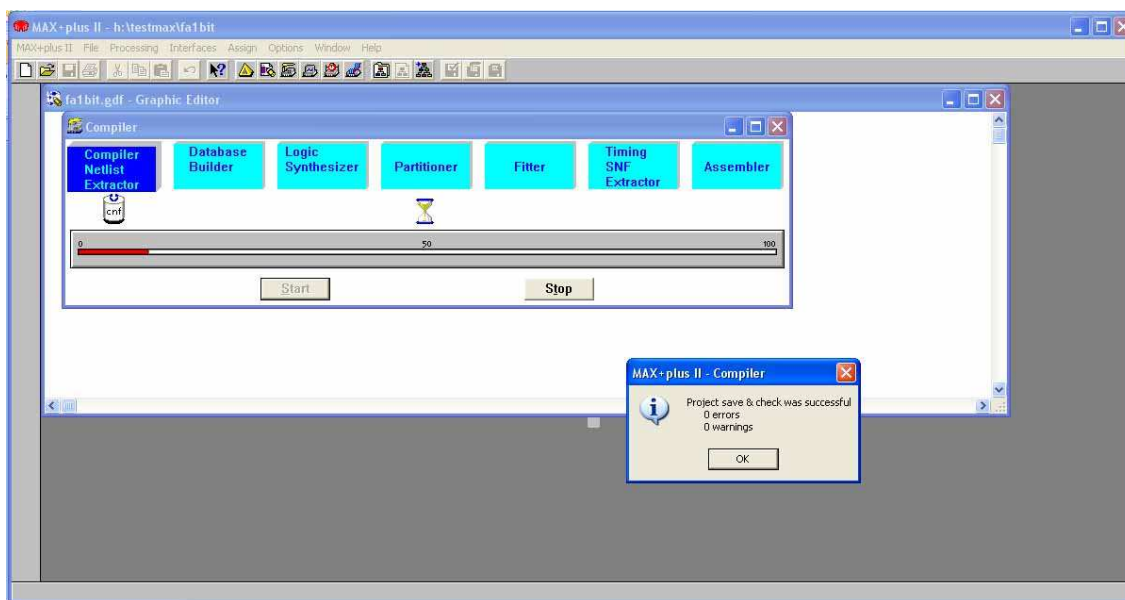 MAX+plus II - h:\testmax\fa1bit
MAX+plus II File Processing Interfaces Assign Options Window Help
fa1bit.gdf - Graphic Editor
Compiler
Compiler Netlist Extractor
Database Builder
Logic Synthesizer
Partitioner
Fitter
Timing SNF Extractor
Assembler
cnf
0 50 100
Start Stop
MAX+plus II - Compiler
Project save & check was successful
0 errors
0 warnings
OK